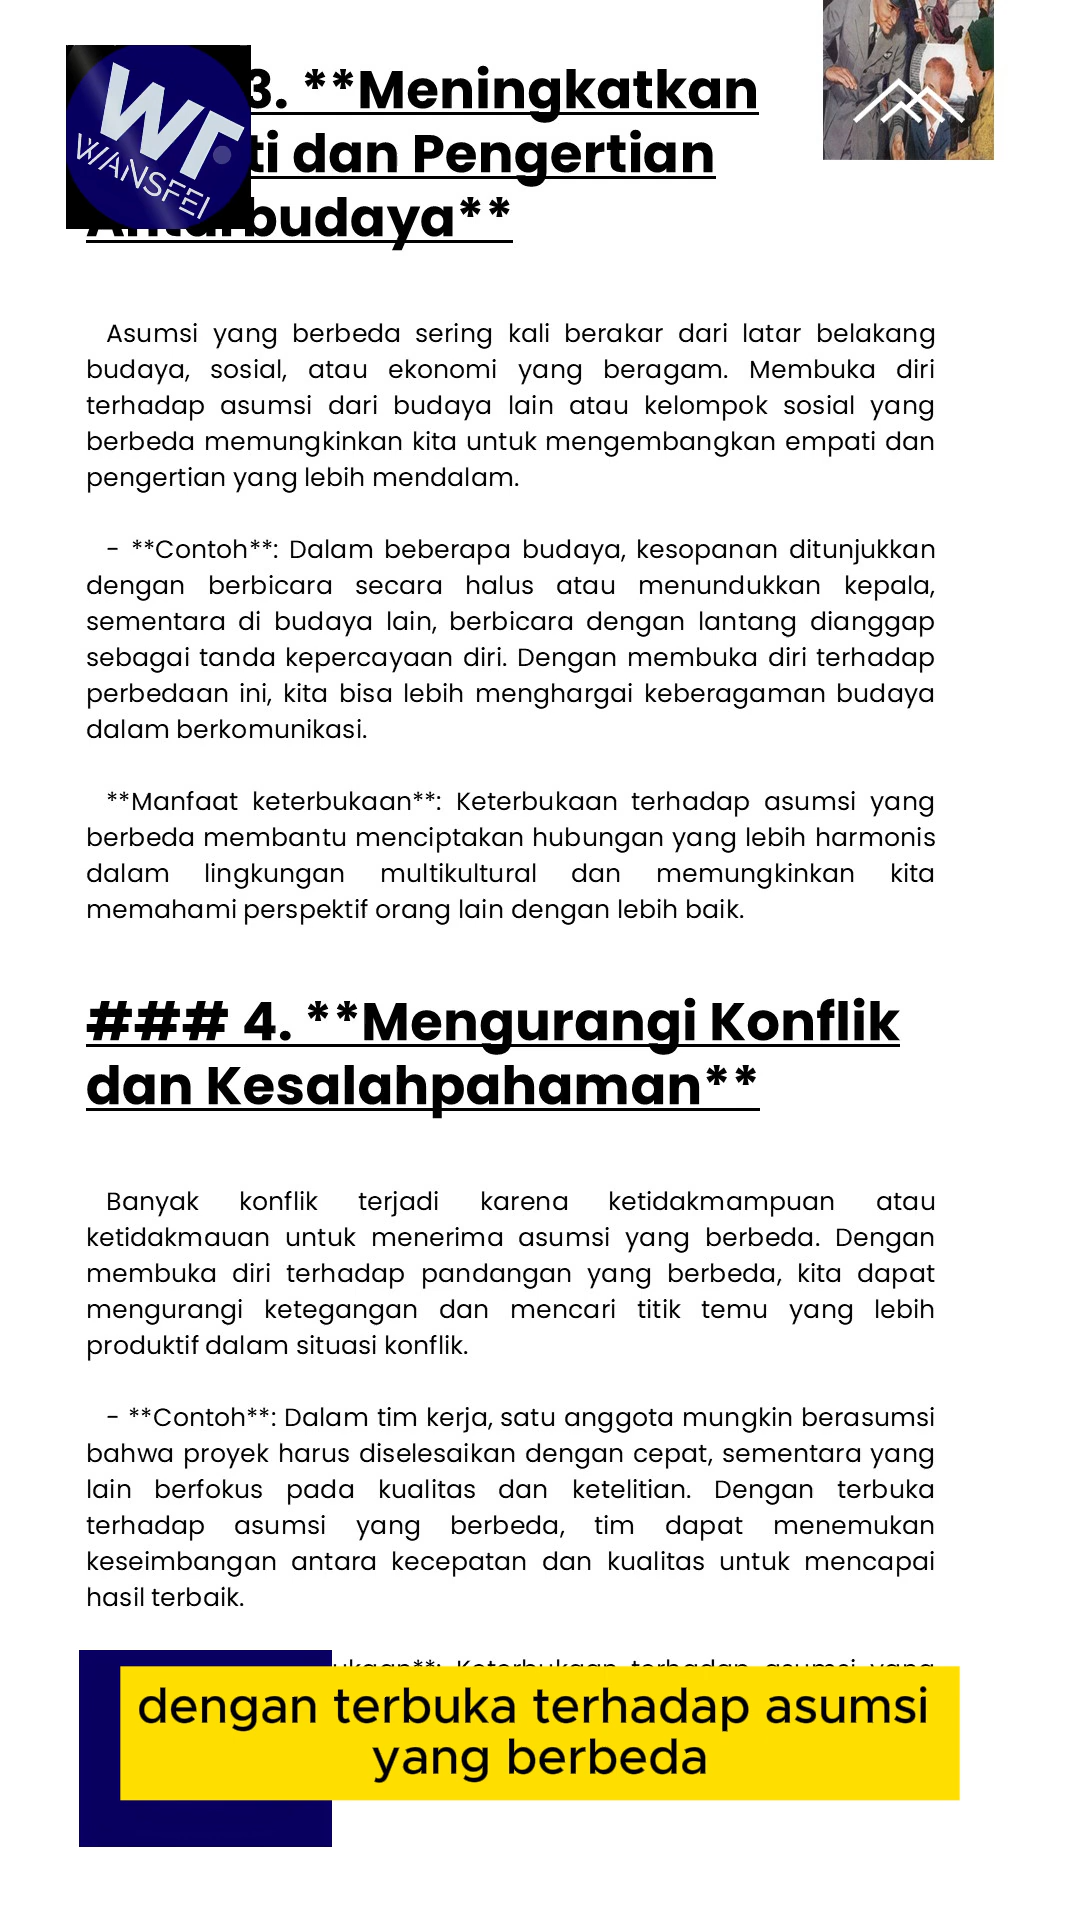 WF
WANSFEI
3. **Meningkatkan
ti dan Pengertian
Antarbudaya**
Asumsi yang berbeda sering kali berakar dari latar belakang
budaya, sosial, atau ekonomi yang beragam. Membuka diri
terhadap asumsi dari budaya lain atau kelompok sosial yang
berbeda memungkinkan kita untuk mengembangkan empati dan
pengertian yang lebih mendalam.
- **Contoh**: Dalam beberapa budaya, kesopanan ditunjukkan
dengan berbicara secara halus atau menundukkan kepala,
sementara di budaya lain, berbicara dengan lantang dianggap
sebagai tanda kepercayaan diri. Dengan membuka diri terhadap
perbedaan ini, kita bisa lebih menghargai keberagaman budaya
dalam berkomunikasi.
**Manfaat keterbukaan**: Keterbukaan terhadap asumsi yang
berbeda membantu menciptakan hubungan yang lebih harmonis
dalam lingkungan multikultural dan memungkinkan kita
memahami perspektif orang lain dengan lebih baik.
### 4. **Mengurangi Konflik
dan Kesalahpahaman**
Banyak konflik terjadi karena ketidakmampuan atau
ketidakmauan untuk menerima asumsi yang berbeda. Dengan
membuka diri terhadap pandangan yang berbeda, kita dapat
mengurangi ketegangan dan mencari titik temu yang lebih
produktif dalam situasi konflik.
- **Contoh**: Dalam tim kerja, satu anggota mungkin berasumsi
bahwa proyek harus diselesaikan dengan cepat, sementara yang
lain berfokus pada kualitas dan ketelitian. Dengan terbuka
terhadap asumsi yang berbeda, tim dapat menemukan
keseimbangan antara kecepatan dan kualitas untuk mencapai
hasil terbaik.
dengan terbuka terhadap asumsi
yang berbeda